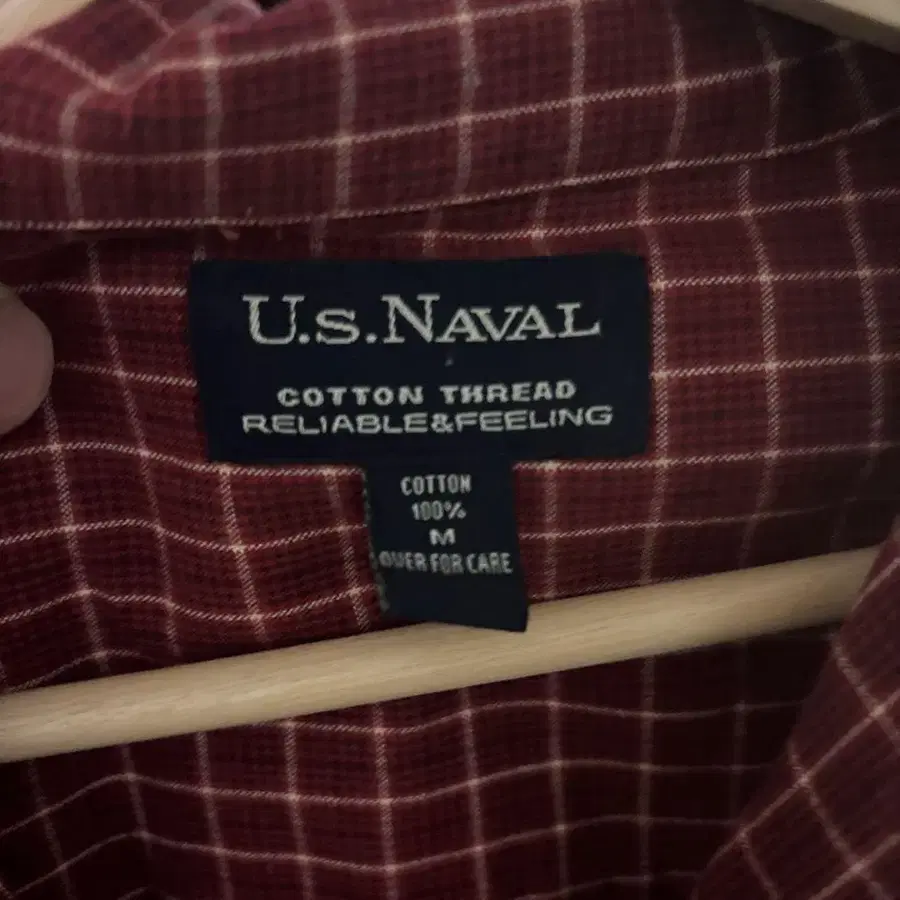 U.S.NAVAL
COTTON THREAD
RELIABLE&FEELING
COTTON
100%
M
OVER FOR CARE